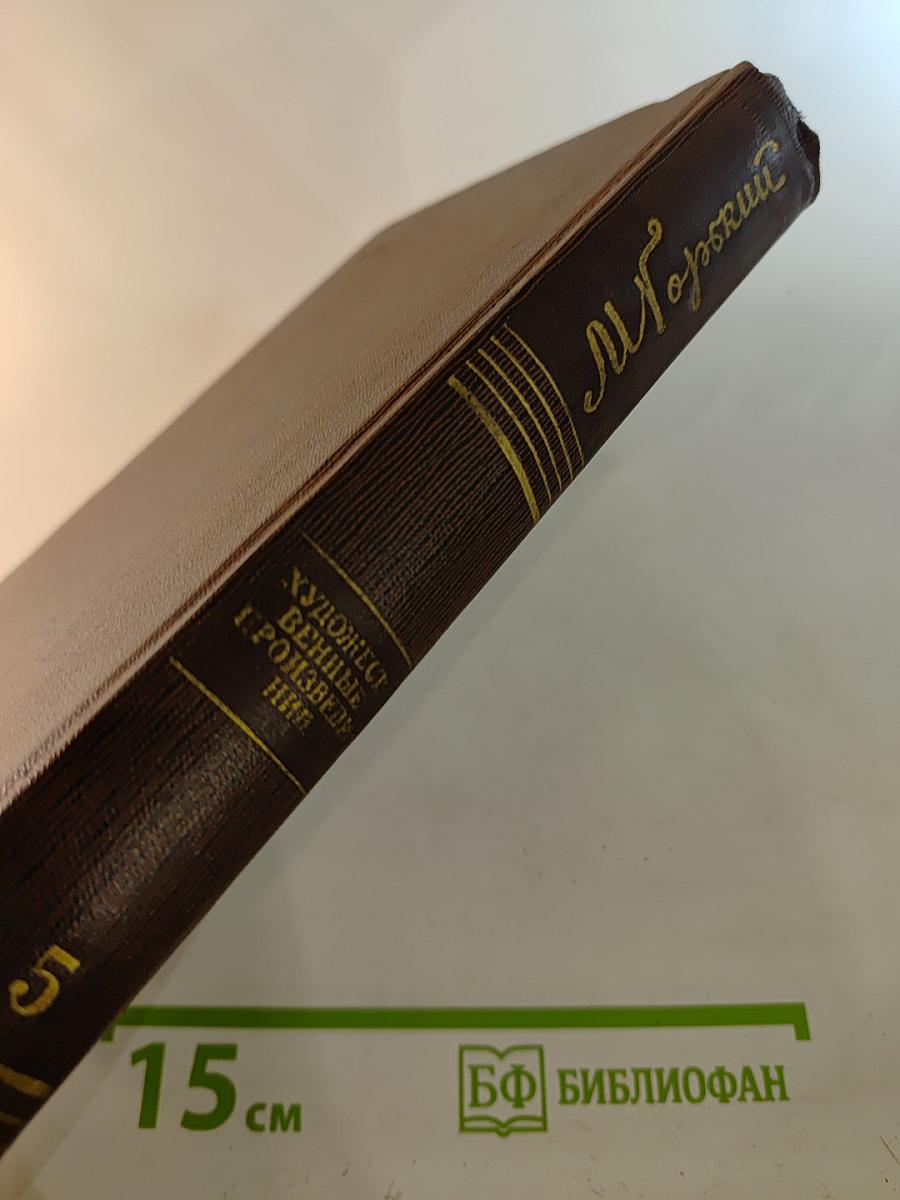 М Горький
ХУДОЖЕСТ
ВЕННЫЕ
ПРОИЗВЕДЕ
НИЯ
5
15 см
БФ БИБЛИОФАН